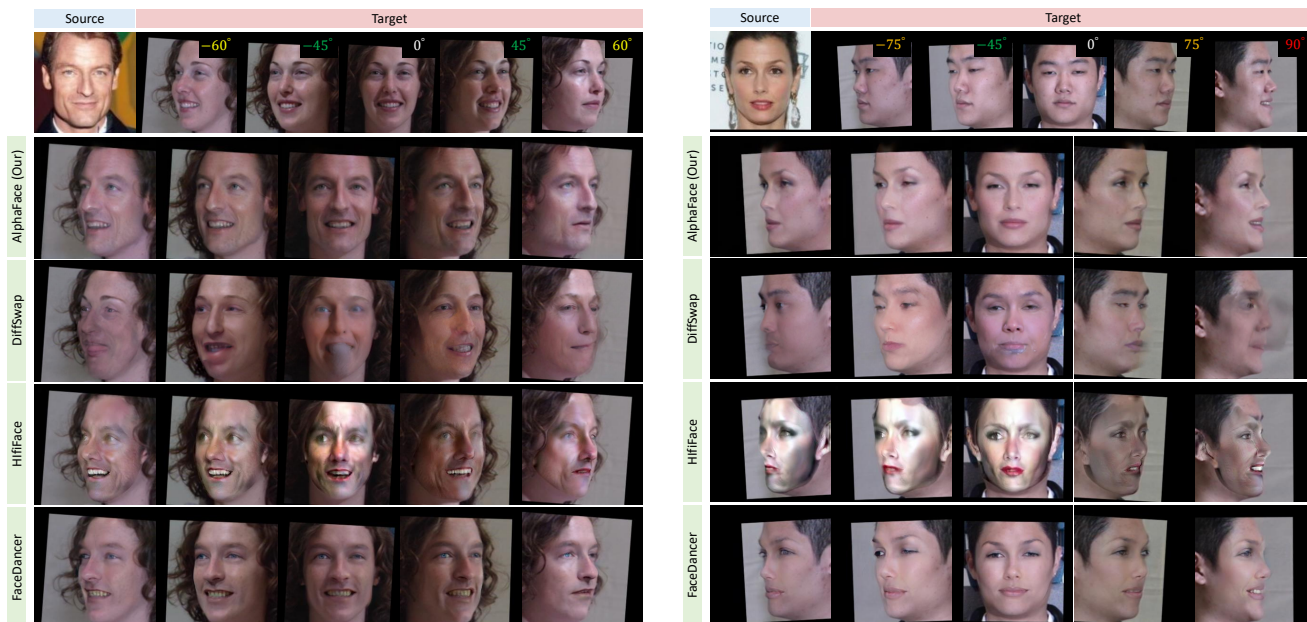 Source Target
−60° −45° 0° 45° 60°
AlphaFace (Our)
DiffSwap
HIfiFace
FaceDancer
Source Target
−75° −45° 0° 75° 90°
AlphaFace (Our)
DiffSwap
HIfiFace
FaceDancer